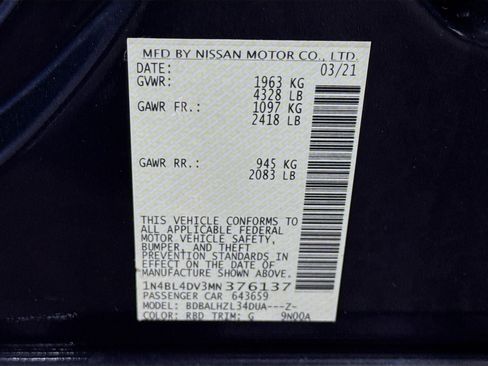 MFD BY NISSAN MOTOR CO., LTD.
DATE: 03/21
GVWR: 1963 KG
4328 LB
GAWR FR.: 1097 KG
2418 LB
GAWR RR.: 945 KG
2083 LB
THIS VEHICLE CONFORMS TO
ALL APPLICABLE FEDERAL
MOTOR VEHICLE SAFETY,
BUMPER, AND THEFT
PREVENTION STANDARDS IN
EFFECT ON THE DATE OF
MANUFACTURE SHOWN ABOVE.
1N4BL4DV3MN376137
PASSENGER CAR 643659
MODEL: BDBALHZL34DUA---Z-
COLOR: RBD TRIM: G 9N00A